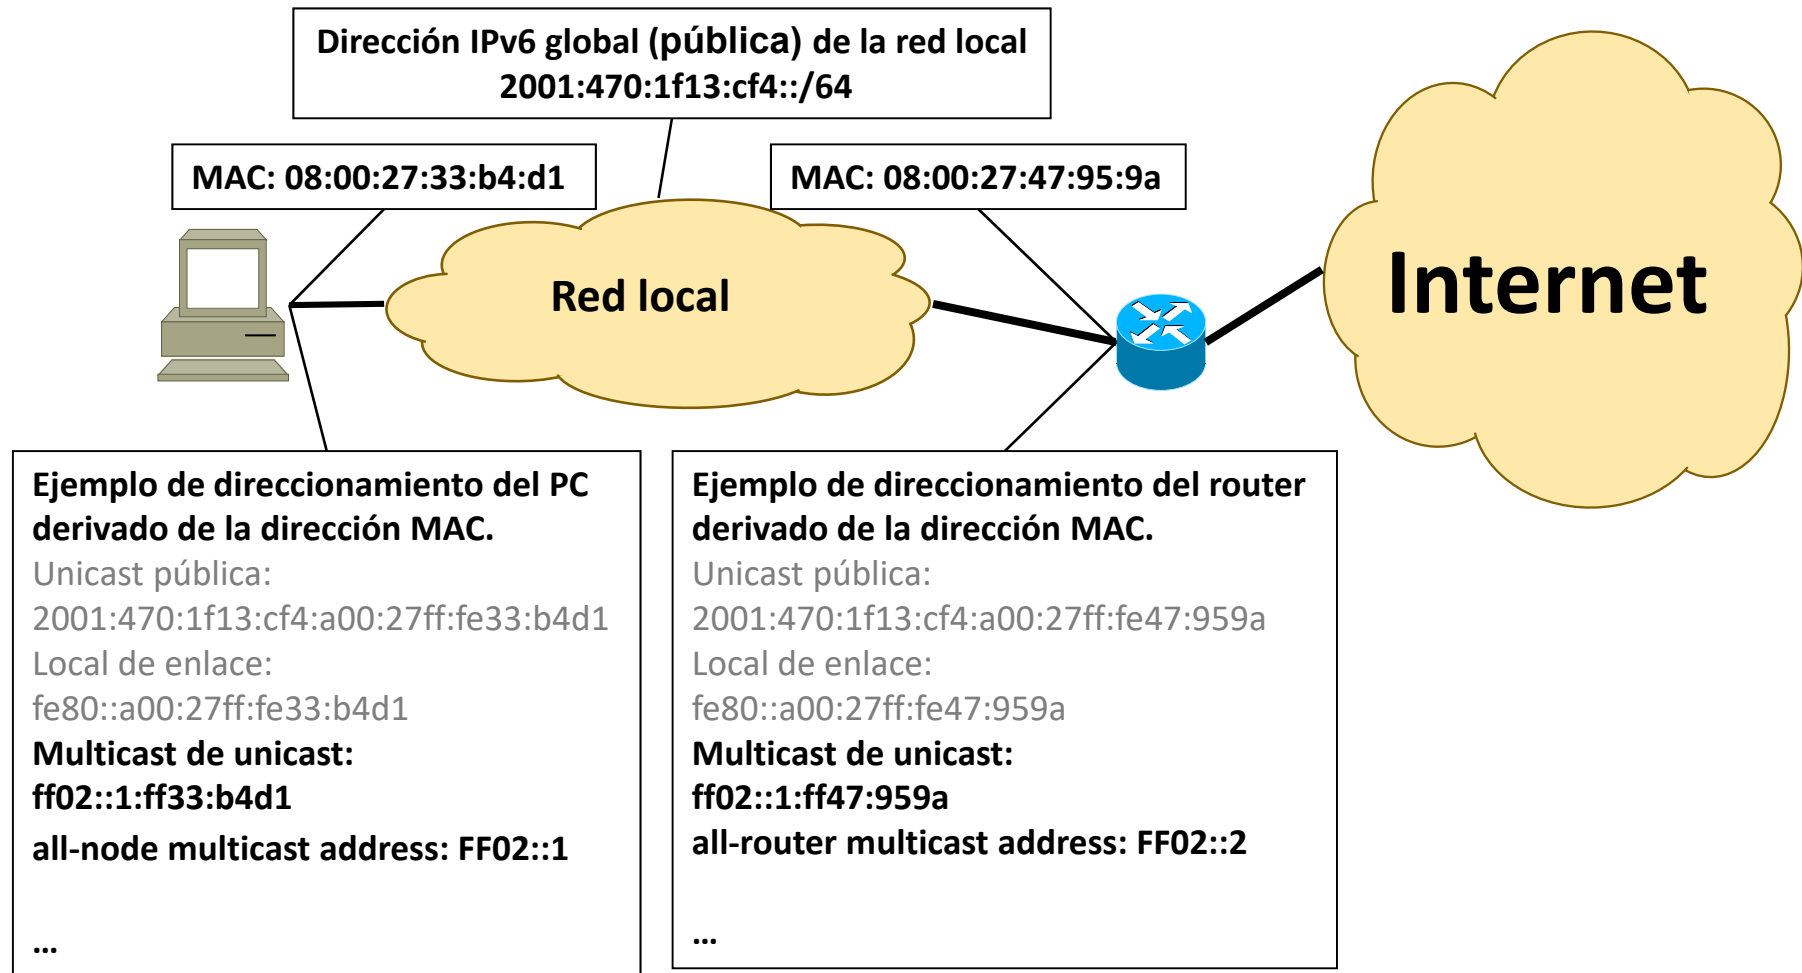 Dirección IPv6 global (pública) de la red local
2001:470:1f13:cf4::/64
MAC: 08:00:27:33:b4:d1
MAC: 08:00:27:47:95:9a
Red local
Internet
Ejemplo de direccionamiento del PC
derivado de la dirección MAC.
Unicast pública:
2001:470:1f13:cf4:a00:27ff:fe33:b4d1
Local de enlace:
fe80::a00:27ff:fe33:b4d1
Multicast de unicast:
ff02::1:ff33:b4d1
all-node multicast address: FF02::1
...
Ejemplo de direccionamiento del router
derivado de la dirección MAC.
Unicast pública:
2001:470:1f13:cf4:a00:27ff:fe47:959a
Local de enlace:
fe80::a00:27ff:fe47:959a
Multicast de unicast:
ff02::1:ff47:959a
all-router multicast address: FF02::2
...